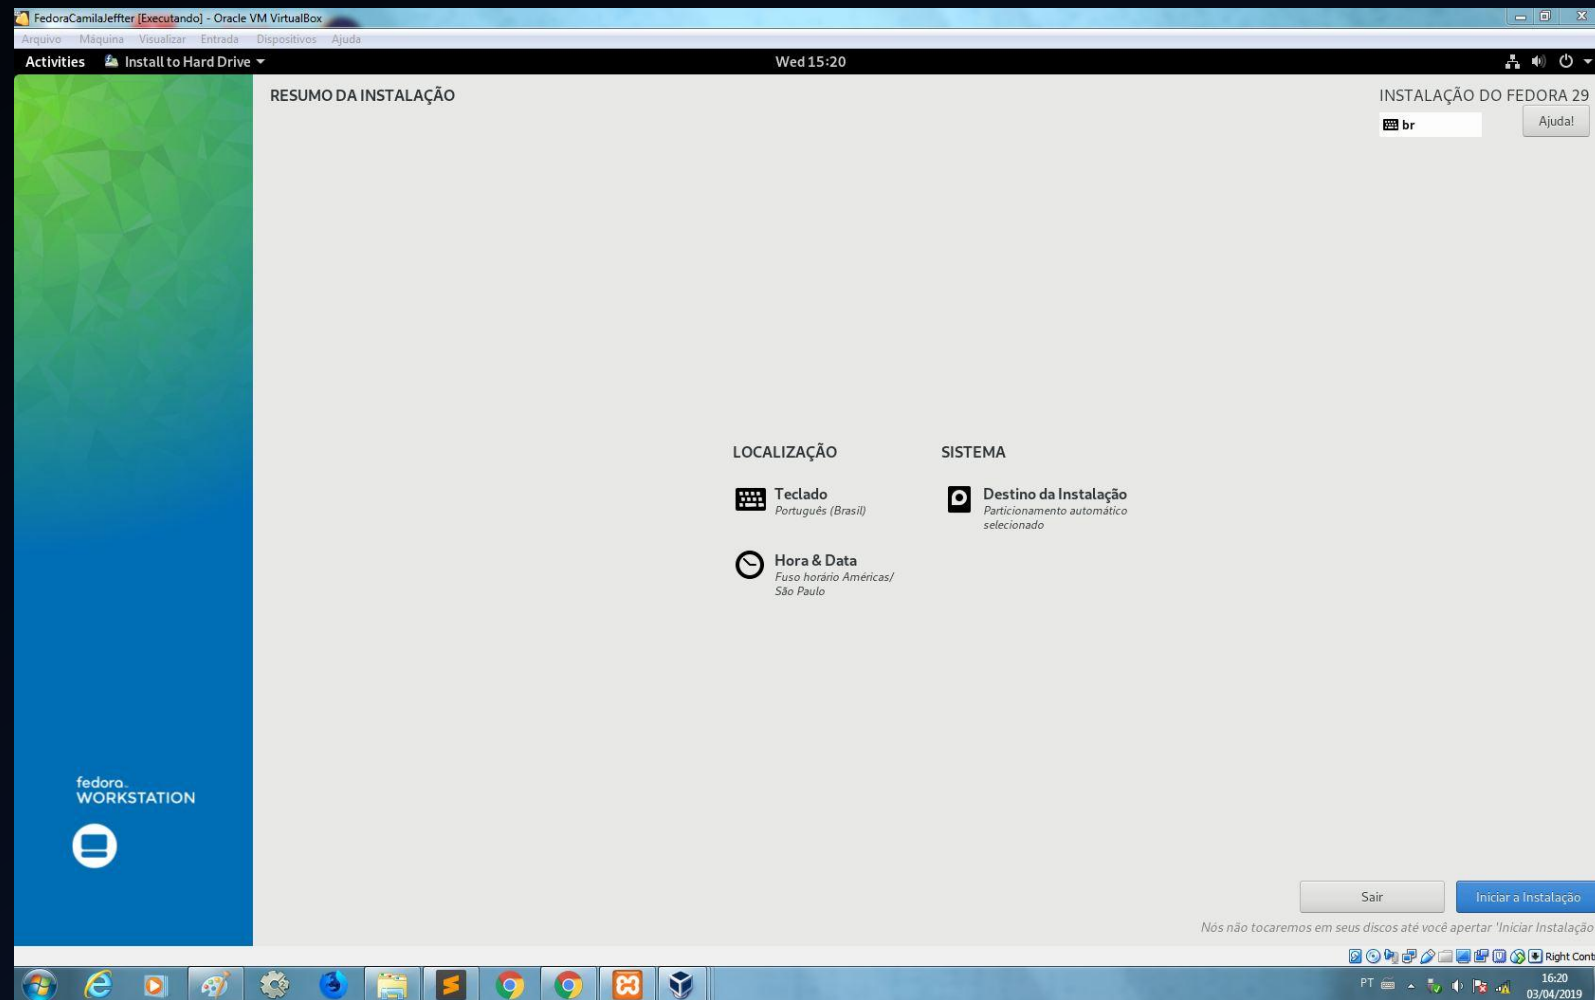 FedoraCamilaJeffter [Executando] - Oracle VM VirtualBox
Arquivo Máquina Visualizar Entrada Dispositivos Ajuda
Activities Install to Hard Drive Wed 15:20
RESUMO DA INSTALAÇÃO
INSTALAÇÃO DO FEDORA 29
br
Ajuda!
LOCALIZAÇÃO
Teclado
Português (Brasil)
Hora & Data
Fuso horário Américas/
São Paulo
SISTEMA
Destino da Instalação
Particionamento automático
selecionado
fedora
WORKSTATION
Sair
Iniciar a Instalação
Nós não tocaremos em seus discos até você apertar 'Iniciar Instalação
Right Cont
PT
16:20
03/04/2019